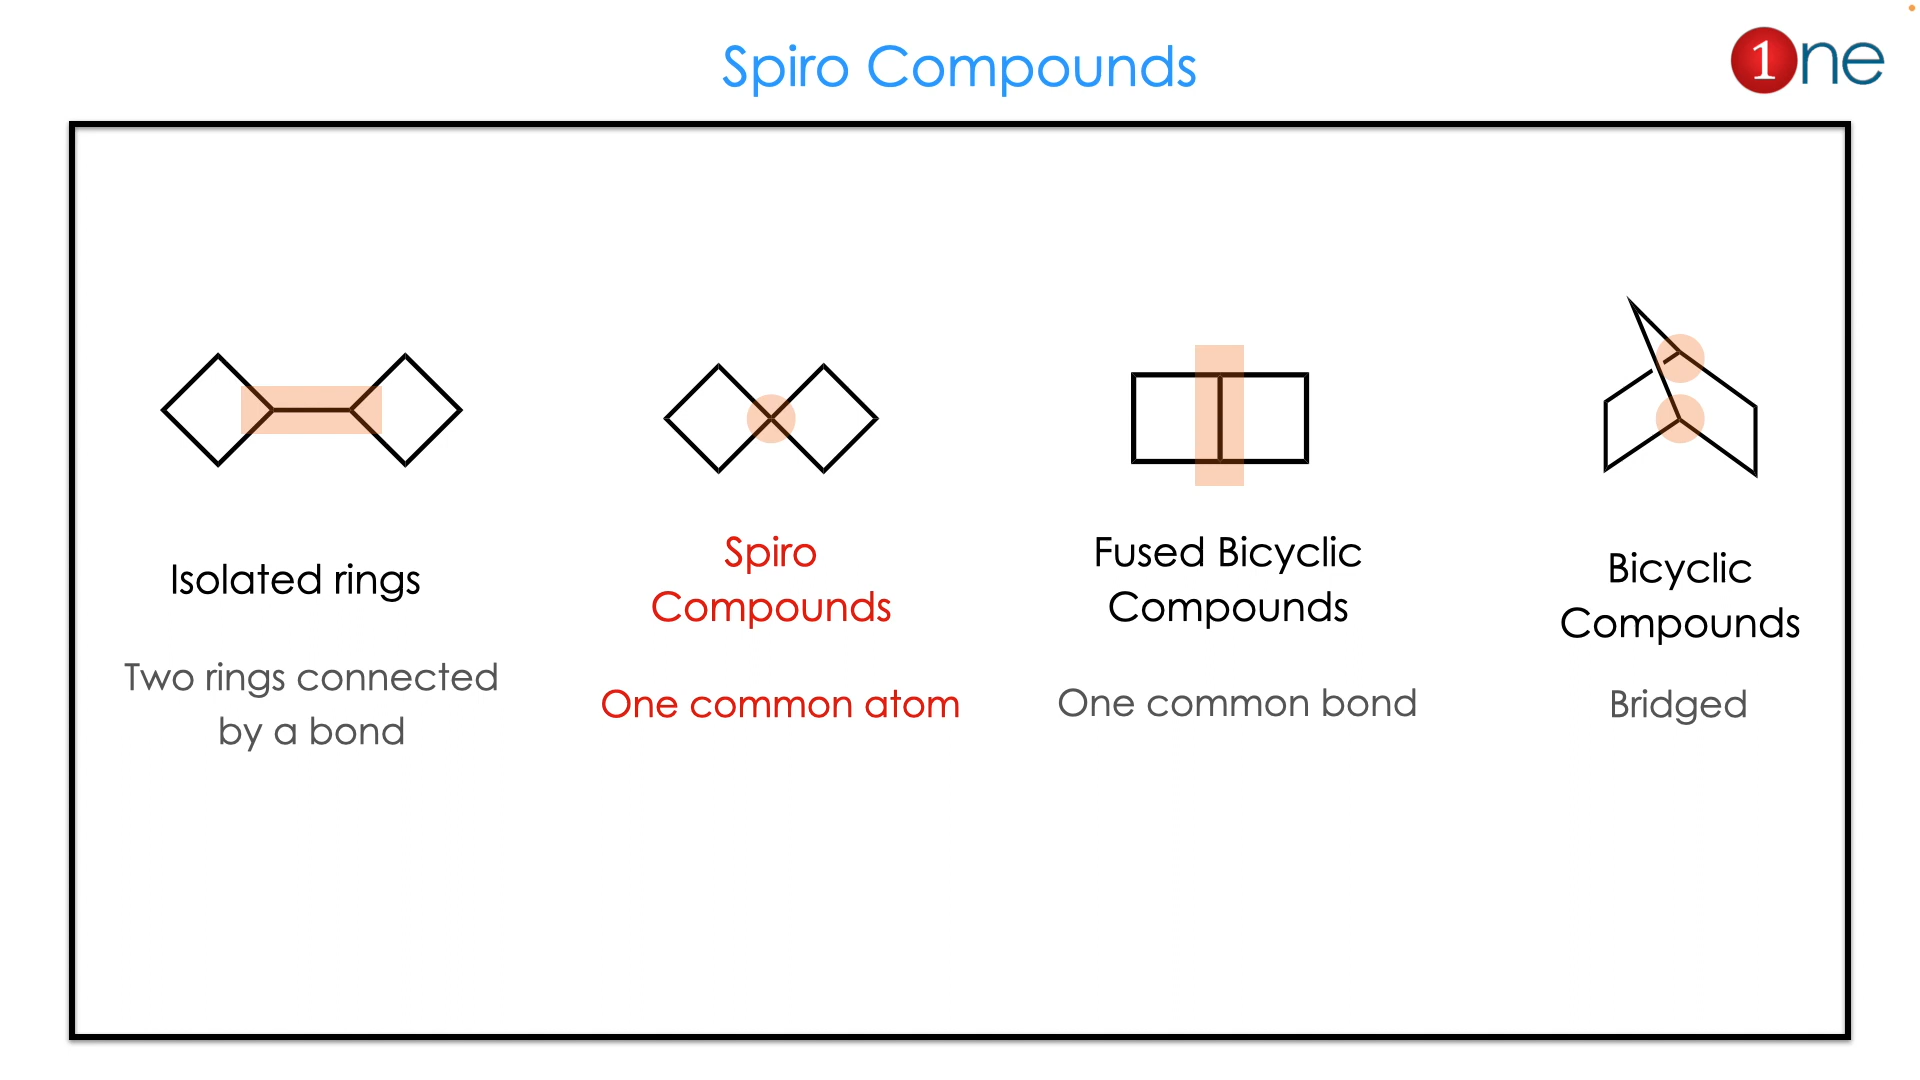 Spiro Compounds
1ne
Isolated rings
Two rings connected
by a bond
Spiro
Compounds
One common atom
Fused Bicyclic
Compounds
One common bond
Bicyclic
Compounds
Bridged